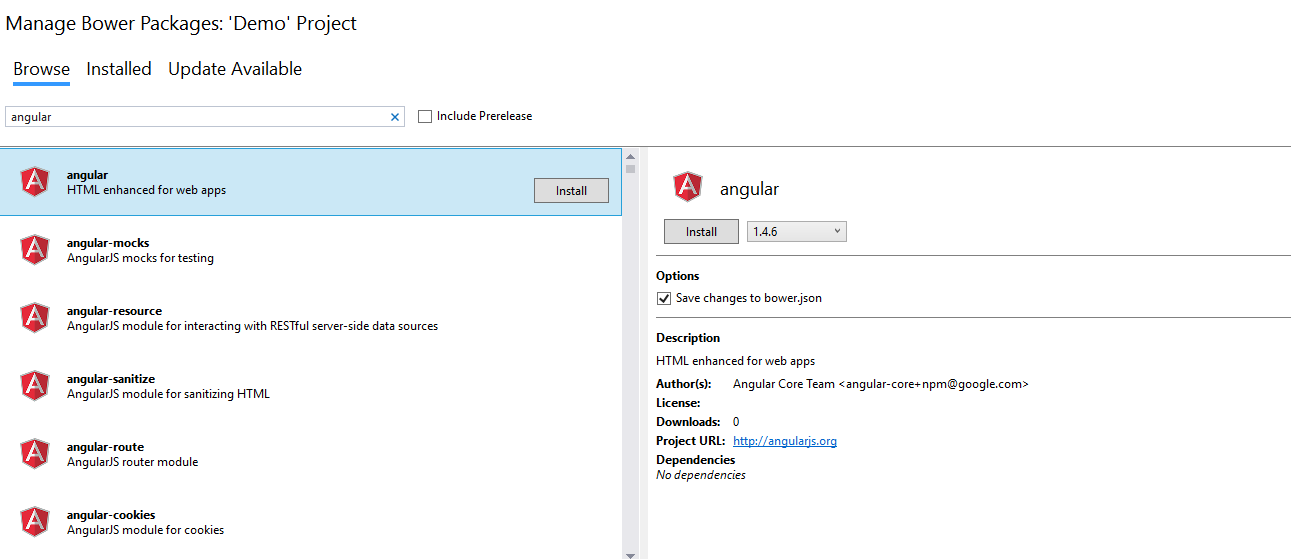 Manage Bower Packages: 'Demo' Project
Browse Installed Update Available
angular
Include Prerelease
angular
HTML enhanced for web apps
Install
angular-mocks
AngularJS mocks for testing
angular-resource
AngularJS module for interacting with RESTful server-side data sources
angular-sanitize
AngularJS module for sanitizing HTML
angular-route
AngularJS router module
angular-cookies
AngularJS module for cookies
angular
Install 1.4.6
Options
Save changes to bower.json
Description
HTML enhanced for web apps
Author(s): Angular Core Team <angular-core+npm@google.com>
License:
Downloads: 0
Project URL: http://angularjs.org
Dependencies
No dependencies